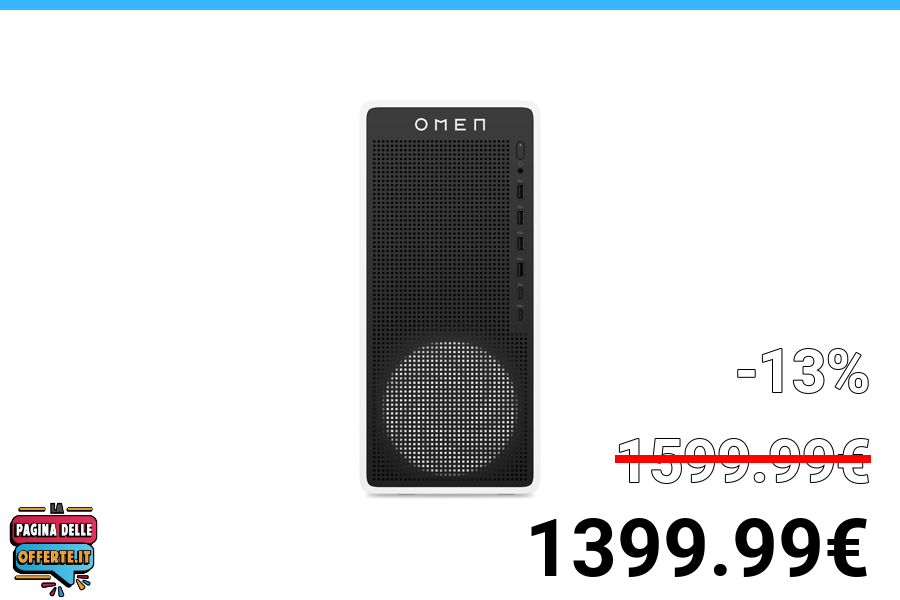 OMEN
-13%
1599.99€
1399.99€
LA
PAGINA DELLE
OFFERTE.IT